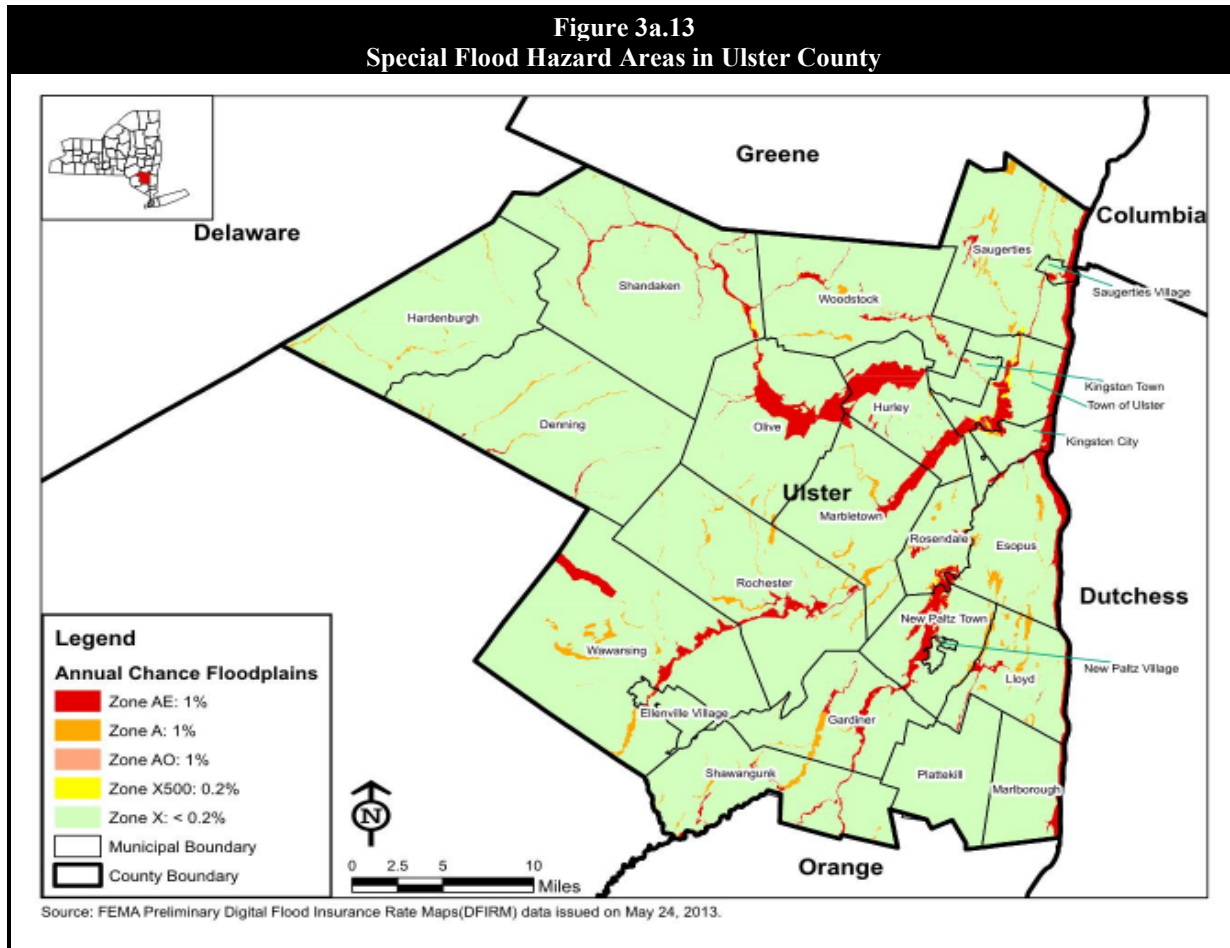 Figure 3a.13
Special Flood Hazard Areas in Ulster County
Greene
Columbia
Delaware
Saugerties
Saugerties Village
Shandaken
Woodstock
Hardenburgh
Kingston Town
Town of Ulster
Hurley
Olive
Denning
Kingston City
Ulster
Marbletown
Rosendale
Esopus
Rochester
Dutchess
New Paltz Town
Wawarsing
New Paltz Village
Lloyd
Ellenville Village
Gardiner
Shawangunk
Plattekill
Marlborough
Orange
Legend
Annual Chance Floodplains
Zone AE: 1%
Zone A: 1%
Zone AO: 1%
Zone X500: 0.2%
Zone X: < 0.2%
Municipal Boundary
County Boundary
N
0 2.5 5 10
Miles
Source: FEMA Preliminary Digital Flood Insurance Rate Maps(DFIRM) data issued on May 24, 2013.